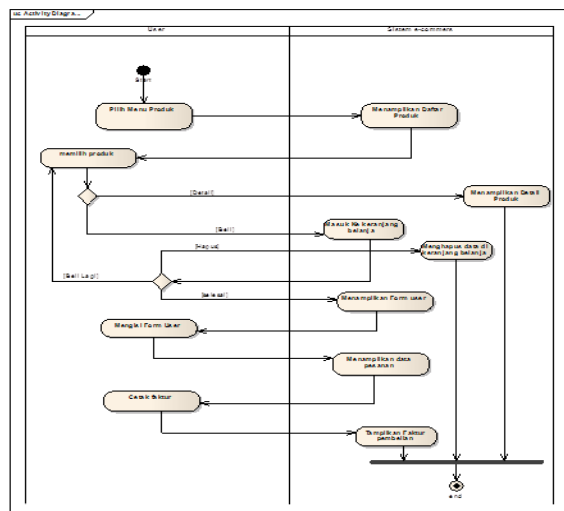 uc Activity Diagra...
User
Sistem e-commers
Start
Pilih Menu Produk
Menampilkan Daftar
Produk
memilih produk
[Detail]
Menampilkan Detail
Produk
[Beli]
Masuk Ke keranjang
belanja
[Hapus]
Menghapus data di
keranjang belanja
[Beli Lagi]
[selesai]
Menampilkan Form user
Mengisi Form User
Menampilkan data
pesanan
Cetak faktur
Tampilkan Faktur
pembelian
end